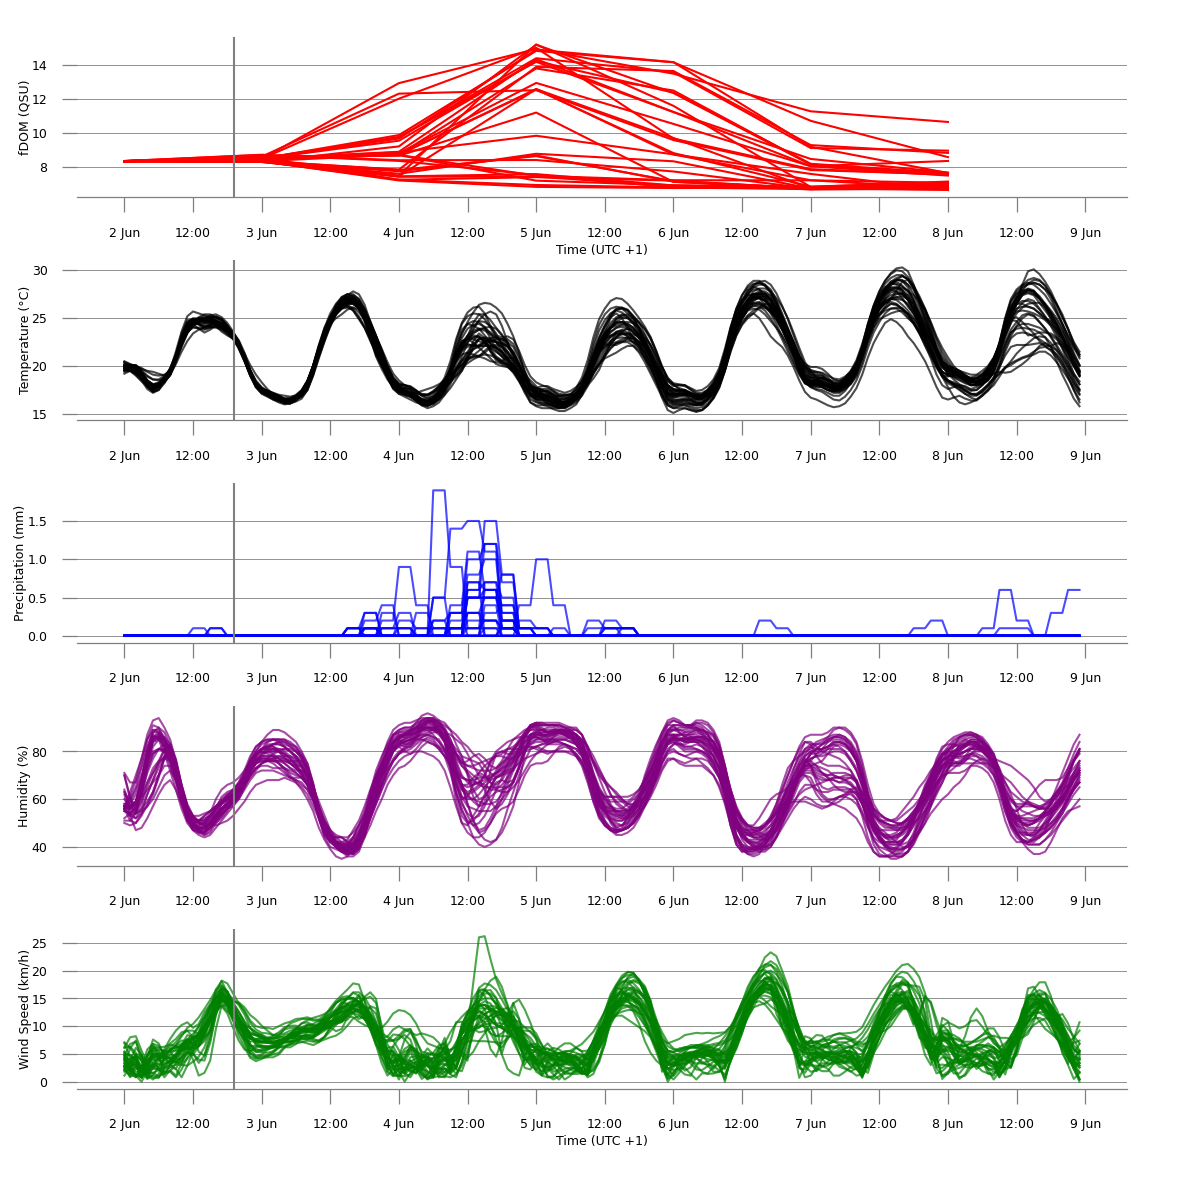 fDOM (QSU)
14
12
10
8
2 Jun 12:00 3 Jun 12:00 4 Jun 12:00 5 Jun 12:00 6 Jun 12:00 7 Jun 12:00 8 Jun 12:00 9 Jun
Time (UTC +1)
Temperature (°C)
30
25
20
15
2 Jun 12:00 3 Jun 12:00 4 Jun 12:00 5 Jun 12:00 6 Jun 12:00 7 Jun 12:00 8 Jun 12:00 9 Jun
Precipitation (mm)
1.5
1.0
0.5
0.0
2 Jun 12:00 3 Jun 12:00 4 Jun 12:00 5 Jun 12:00 6 Jun 12:00 7 Jun 12:00 8 Jun 12:00 9 Jun
Humidity (%)
80
60
40
2 Jun 12:00 3 Jun 12:00 4 Jun 12:00 5 Jun 12:00 6 Jun 12:00 7 Jun 12:00 8 Jun 12:00 9 Jun
Wind Speed (km/h)
25
20
15
10
5
0
2 Jun 12:00 3 Jun 12:00 4 Jun 12:00 5 Jun 12:00 6 Jun 12:00 7 Jun 12:00 8 Jun 12:00 9 Jun
Time (UTC +1)